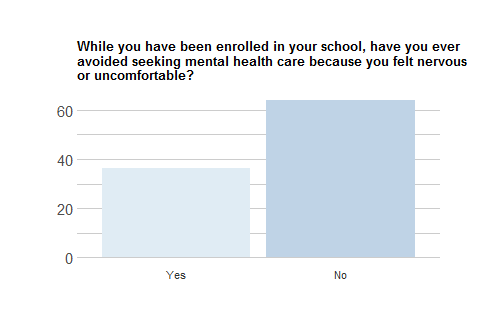 While you have been enrolled in your school, have you ever
avoided seeking mental health care because you felt nervous
or uncomfortable?
60
40
20
0
Yes No